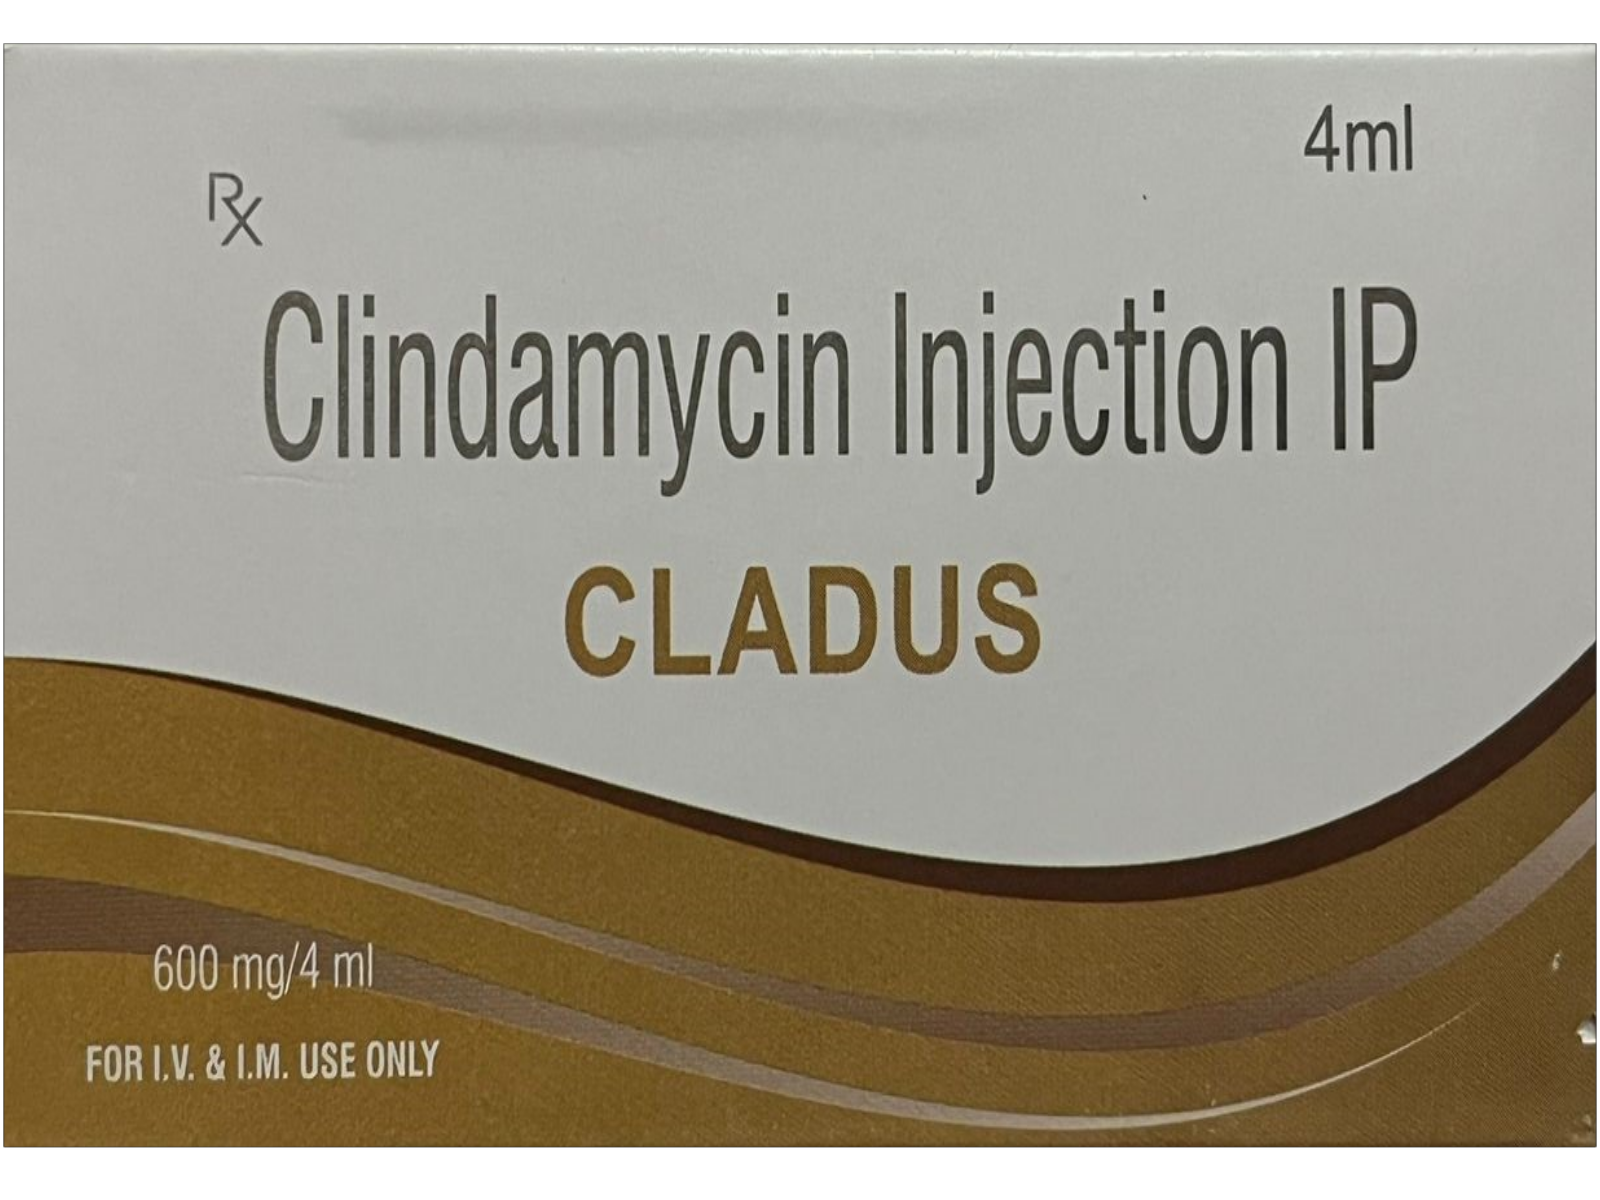 4ml
Rx
Clindamycin Injection IP
CLADUS
600 mg/4 ml
FOR I.V. & I.M. USE ONLY